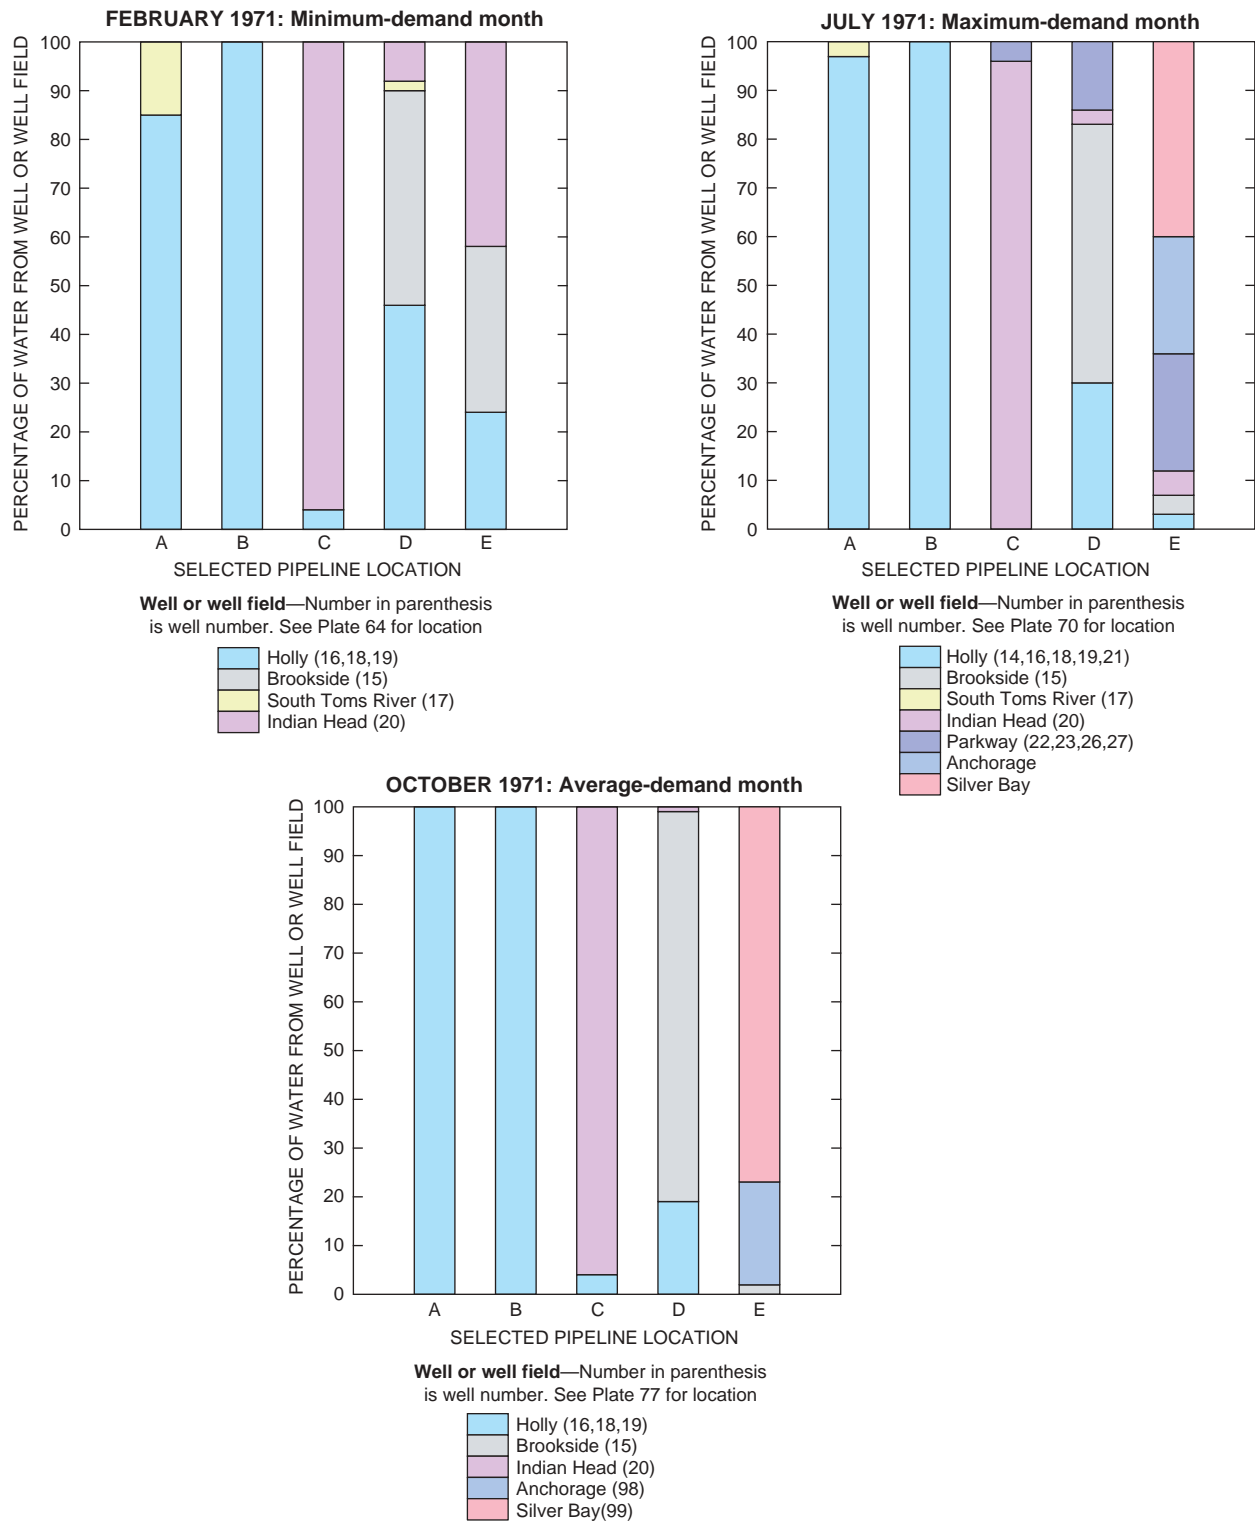 FEBRUARY 1971: Minimum-demand month
PERCENTAGE OF WATER FROM WELL OR WELL FIELD
100
90
80
70
60
50
40
30
20
10
0
A B C D E
SELECTED PIPELINE LOCATION
Well or well field—Number in parenthesis
is well number. See Plate 64 for location
Holly (16,18,19)
Brookside (15)
South Toms River (17)
Indian Head (20)
JULY 1971: Maximum-demand month
PERCENTAGE OF WATER FROM WELL OR WELL FIELD
100
90
80
70
60
50
40
30
20
10
0
A B C D E
SELECTED PIPELINE LOCATION
Well or well field—Number in parenthesis
is well number. See Plate 70 for location
Holly (14,16,18,19,21)
Brookside (15)
South Toms River (17)
Indian Head (20)
Parkway (22,23,26,27)
Anchorage
Silver Bay
OCTOBER 1971: Average-demand month
PERCENTAGE OF WATER FROM WELL OR WELL FIELD
100
90
80
70
60
50
40
30
20
10
0
A B C D E
SELECTED PIPELINE LOCATION
Well or well field—Number in parenthesis
is well number. See Plate 77 for location
Holly (16,18,19)
Brookside (15)
Indian Head (20)
Anchorage (98)
Silver Bay(99)